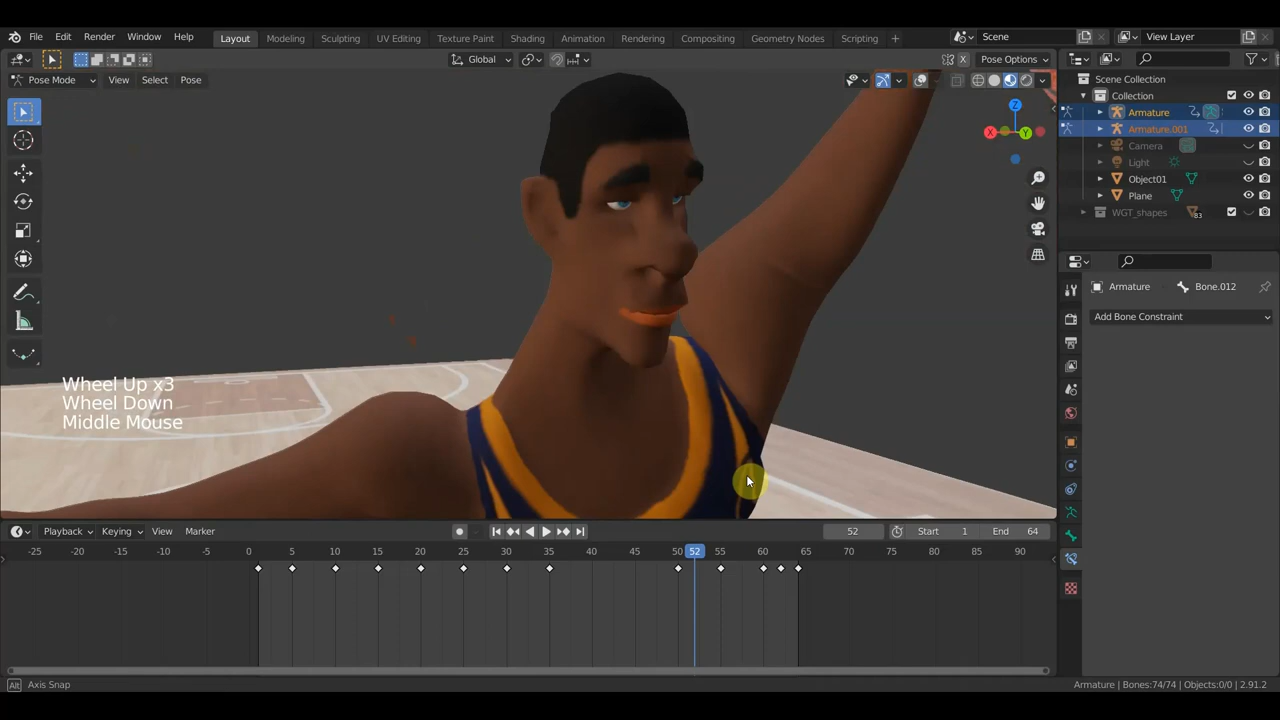 File Edit Render Window Help Layout Modeling Sculpting UV Editing Texture Paint Shading Animation Rendering Compositing Geometry Nodes Scripting + Scene View Layer
Global X Pose Options
Pose Mode View Select Pose
Scene Collection
Collection
Armature
Armature.001
Camera
Light
Object01
Plane
WGT_shapes 83
Z
X Y
Armature Bone.012
Add Bone Constraint
Wheel Up x3
Wheel Down
Middle Mouse
Playback Keying View Marker 52 Start 1 End 64
-25 -20 -15 -10 -5 0 5 10 15 20 25 30 35 40 45 50 52 55 60 65 70 75 80 85 90
Alt Axis Snap Armature | Bones:74/74 | Objects:0/0 | 2.91.2